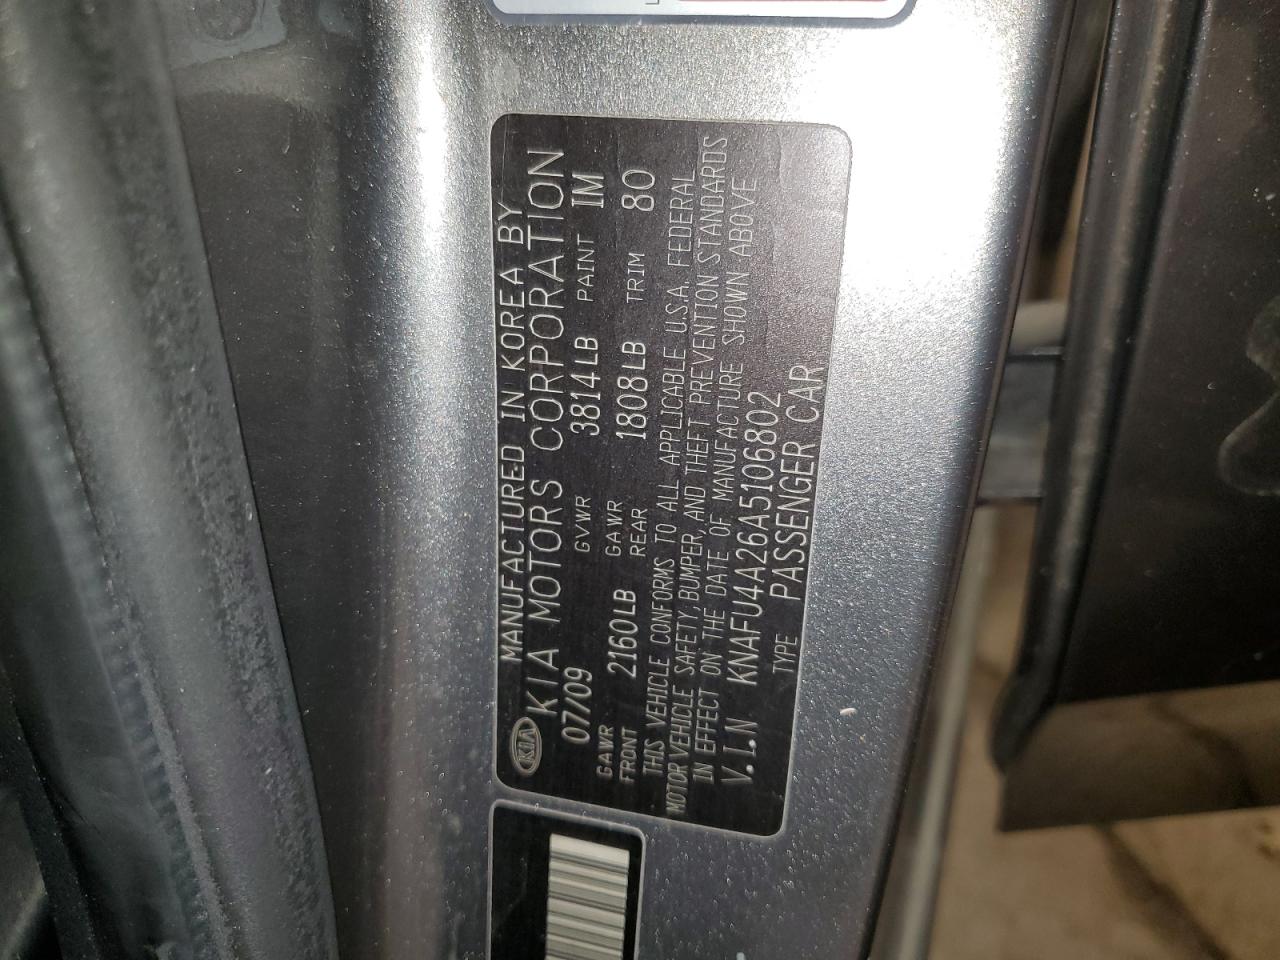 MANUFACTURED IN KOREA BY
KIA KIA MOTORS CORPORATION
07/09 GVWR 3814LB PAINT 1M
GAWR FRONT 2160LB GAWR REAR 1808LB TRIM 80
THIS VEHICLE CONFORMS TO ALL APPLICABLE U.S.A. FEDERAL
MOTOR VEHICLE SAFETY, BUMPER, AND THEFT PREVENTION STANDARDS
IN EFFECT ON THE DATE OF MANUFACTURE SHOWN ABOVE
V.I.N KNAFU4A26A5106802
TYPE PASSENGER CAR